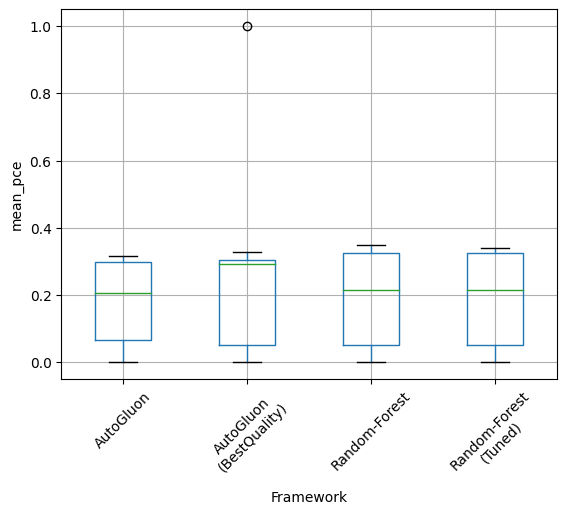 1.0
0.8
0.6
0.4
0.2
0.0
mean_pce
AutoGluon
AutoGluon
(BestQuality)
Random-Forest
Random-Forest
(Tuned)
Framework